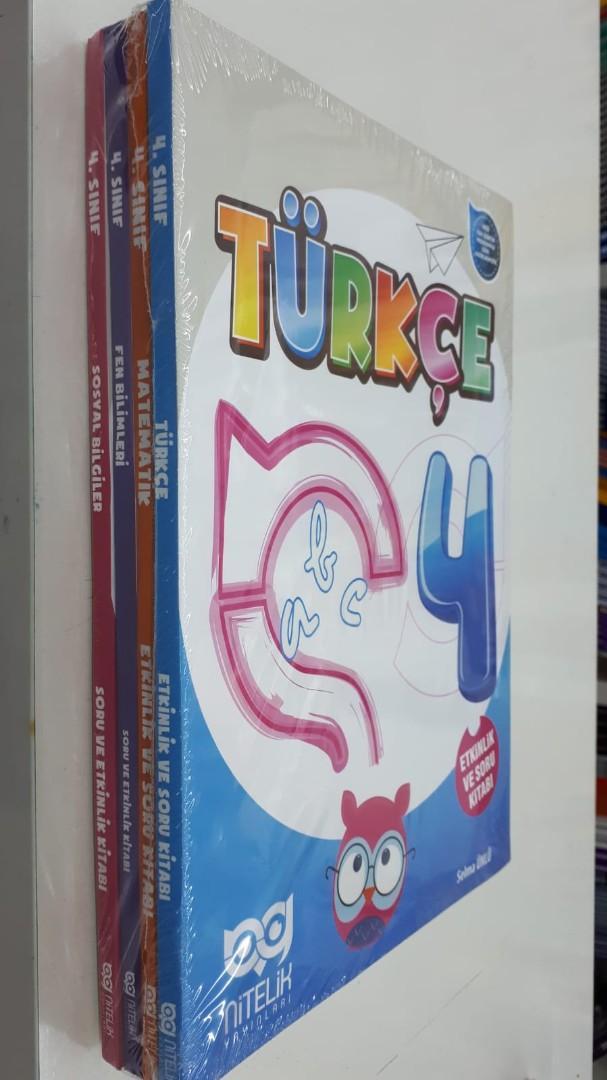 4. SINIF SOSYAL BİLGİLER SORU VE ETKİNLİK KİTABI NİTELİK
4. SINIF FEN BİLİMLERİ SORU VE ETKİNLİK KİTABI NİTELİK
4. SINIF MATEMATİK ETKİNLİK VE SORU KİTABI NİTELİK
4. SINIF TÜRKÇE ETKİNLİK VE SORU KİTABI NİTELİK
TÜRKÇE
4
a b c
ETKİNLİK
VE SORU
KİTABI
Selma ÜNLÜ
NİTELİK
YAYINLARI